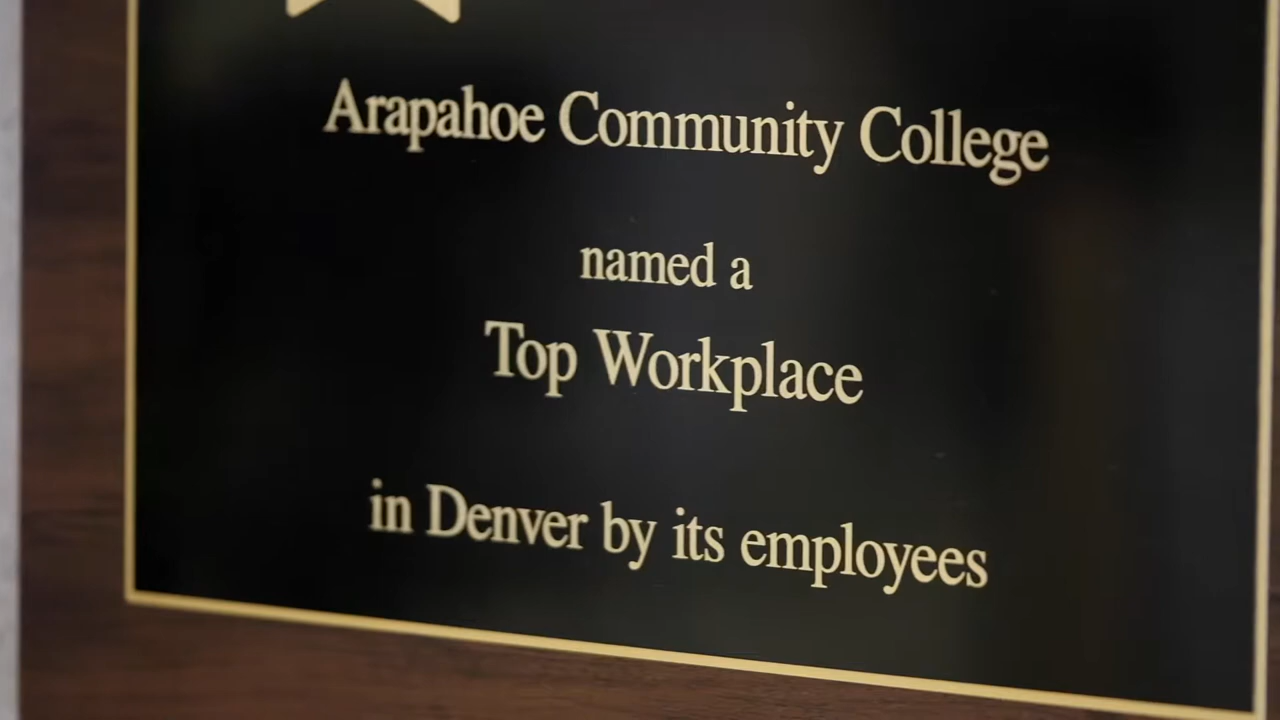 Arapahoe Community College
named a
Top Workplace
in Denver by its employees